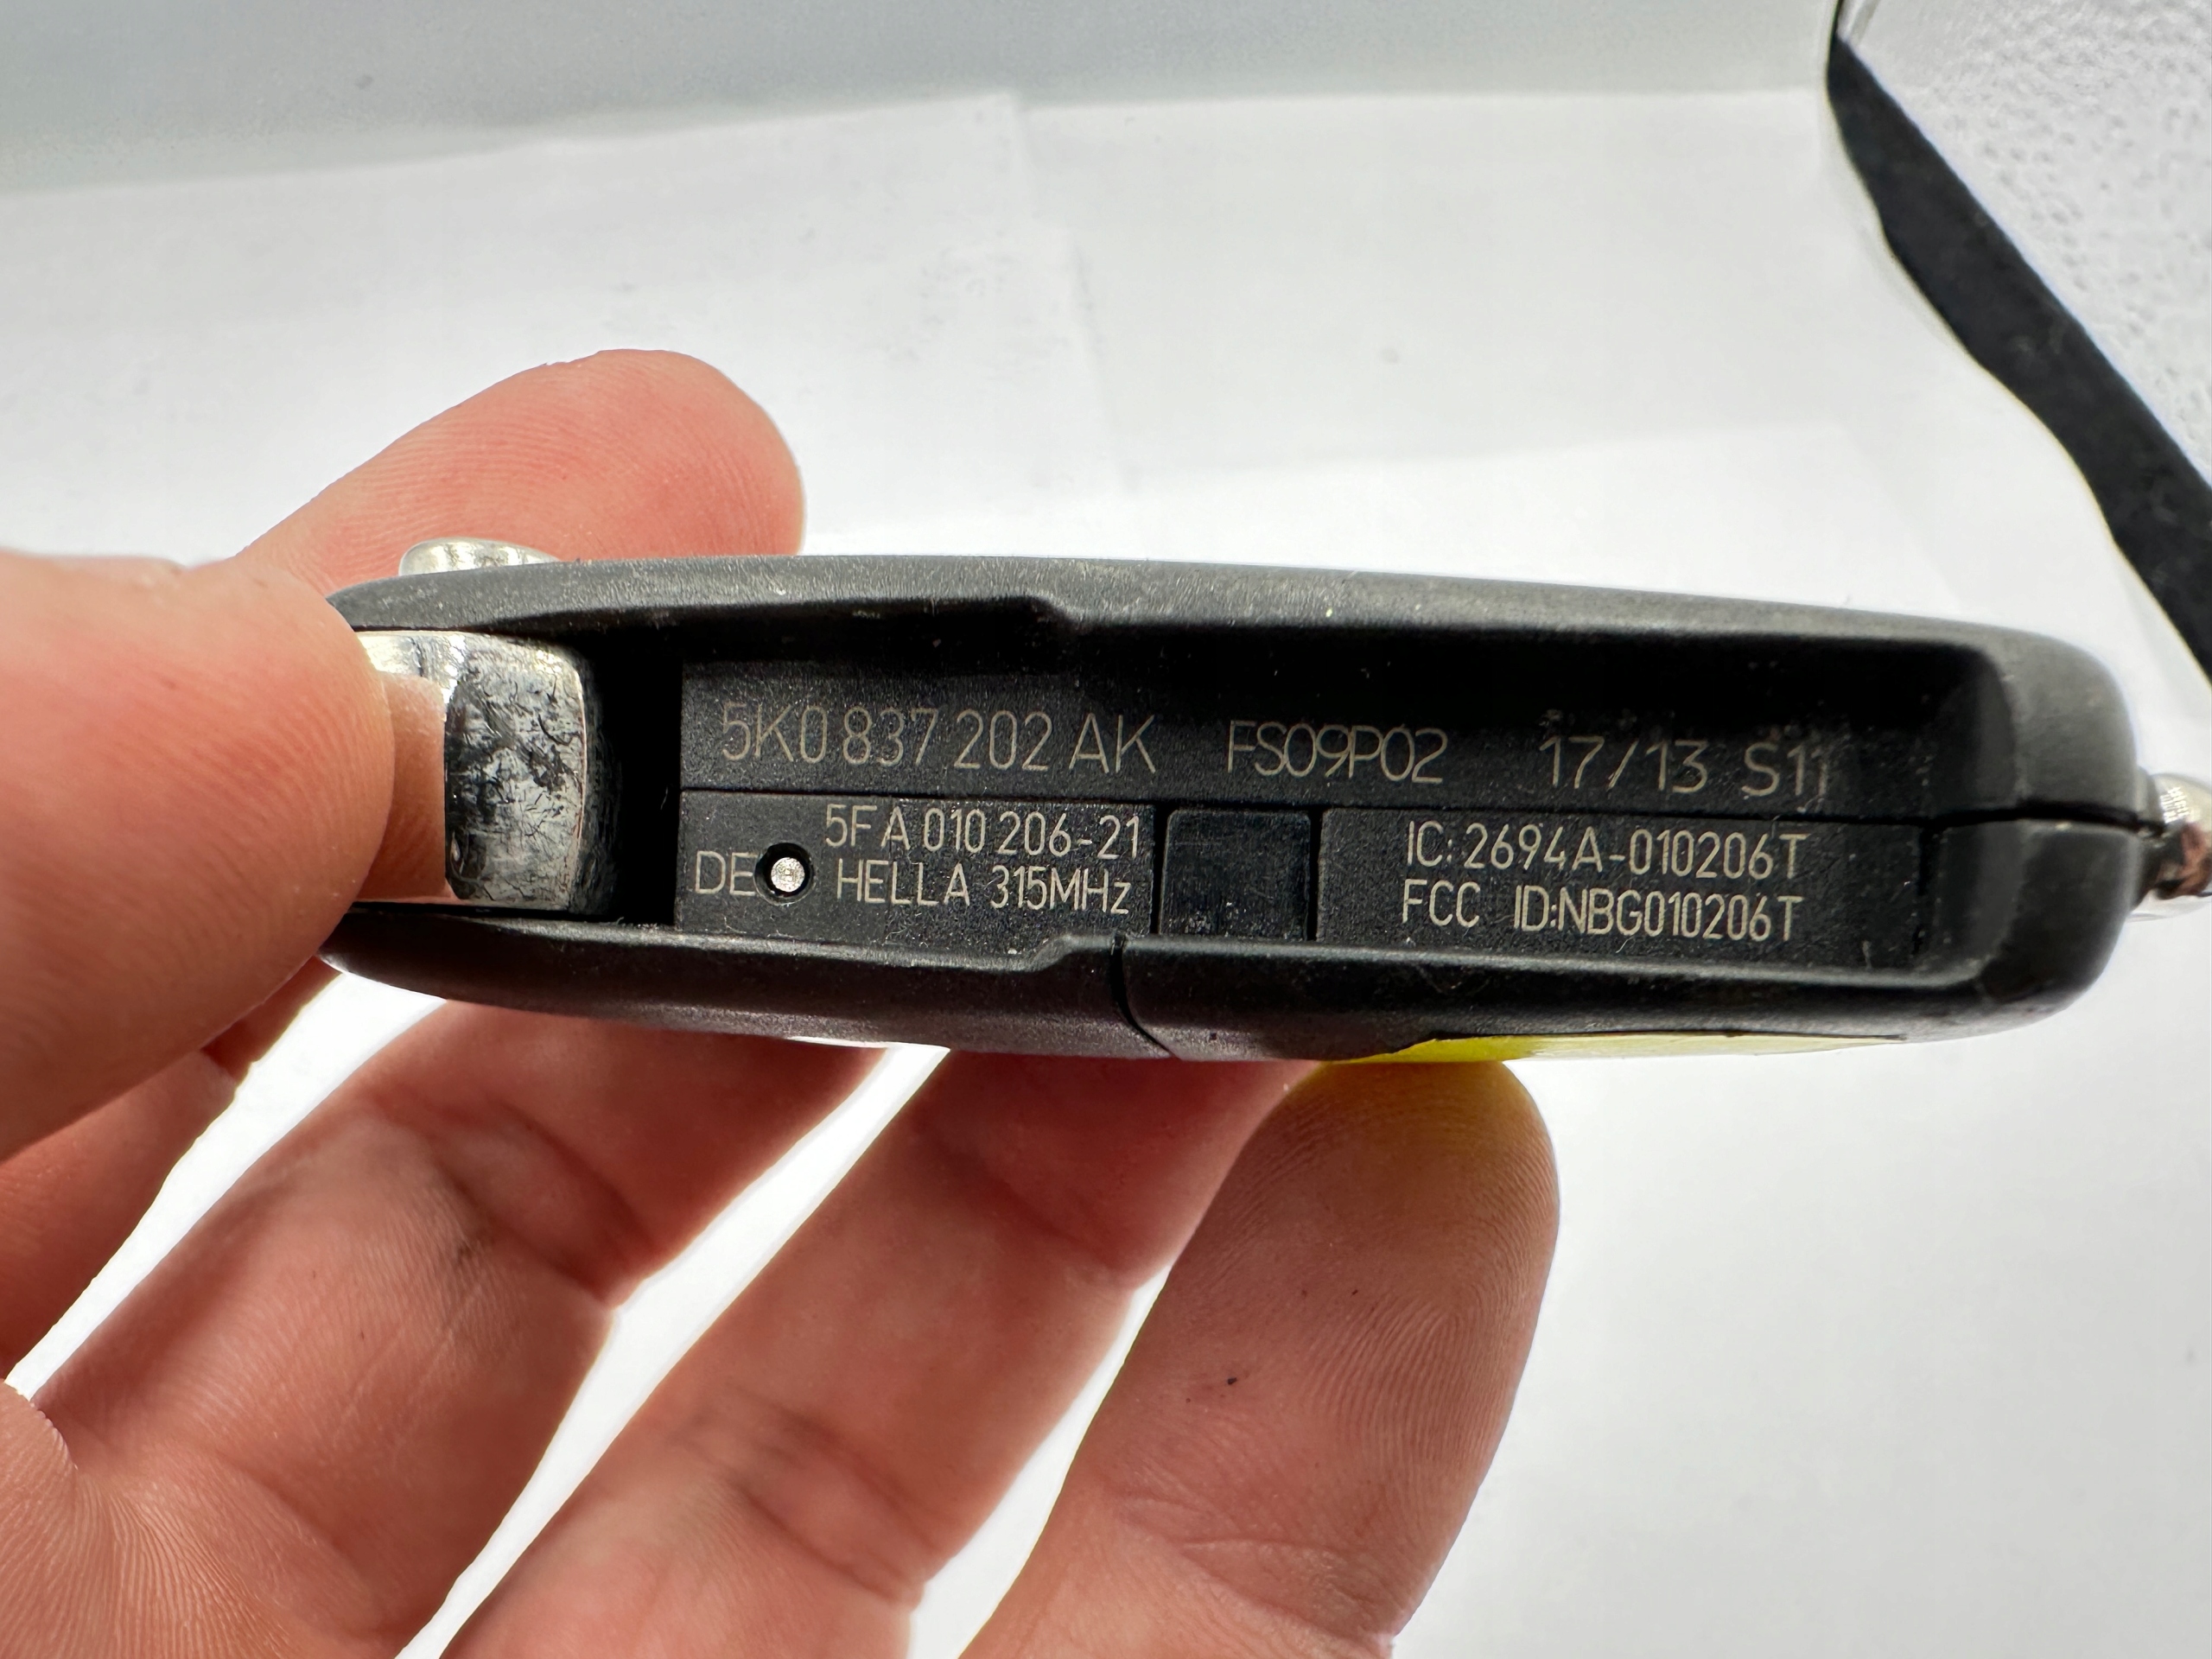 5K0 837 202 AK FS09P02 17/13 S1
5FA 010 206-21
DE HELLA 315MHz
IC: 2694A-010206T
FCC ID:NBG010206T